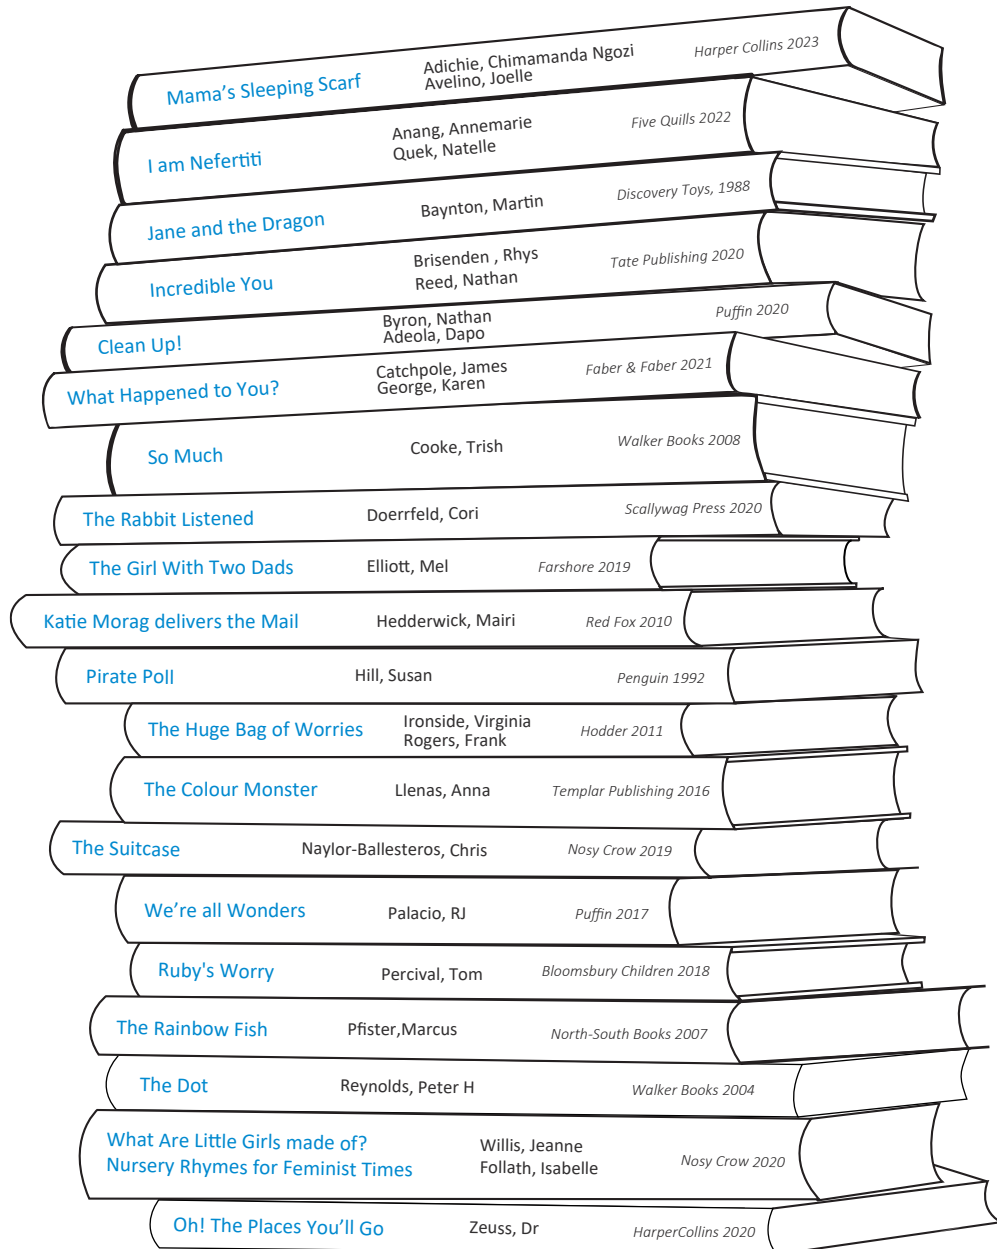 Mama's Sleeping Scarf Adichie, Chimamanda Ngozi Harper Collins 2023
Avelino, Joelle
I am Nefertiti Anang, Annemarie Five Quills 2022
Quek, Natelle
Jane and the Dragon Baynton, Martin Discovery Toys, 1988
Incredible You Brisenden , Rhys Tate Publishing 2020
Reed, Nathan
Clean Up! Byron, Nathan Puffin 2020
Adeola, Dapo
What Happened to You? Catchpole, James Faber & Faber 2021
George, Karen
So Much Cooke, Trish Walker Books 2008
The Rabbit Listened Doerrfeld, Cori Scallywag Press 2020
The Girl With Two Dads Elliott, Mel Farshore 2019
Katie Morag delivers the Mail Hedderwick, Mairi Red Fox 2010
Pirate Poll Hill, Susan Penguin 1992
The Huge Bag of Worries Ironside, Virginia Hodder 2011
Rogers, Frank
The Colour Monster Llenas, Anna Templar Publishing 2016
The Suitcase Naylor-Ballesteros, Chris Nosy Crow 2019
We're all Wonders Palacio, RJ Puffin 2017
Ruby's Worry Percival, Tom Bloomsbury Children 2018
The Rainbow Fish Pfister,Marcus North-South Books 2007
The Dot Reynolds, Peter H Walker Books 2004
What Are Little Girls made of? Willis, Jeanne Nosy Crow 2020
Nursery Rhymes for Feminist Times Follath, Isabelle
Oh! The Places You'll Go Zeuss, Dr HarperCollins 2020